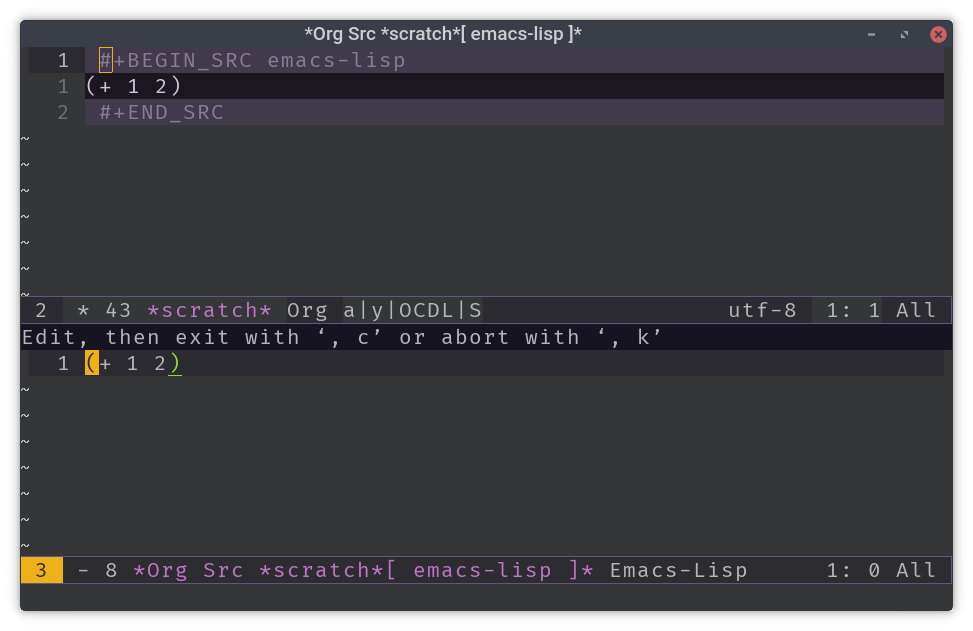 *Org Src *scratch*[ emacs-lisp ]*
1 #+BEGIN_SRC emacs-lisp
1 (+ 1 2)
2 #+END_SRC
~
~
~
~
~
~
~
2 * 43 *scratch* Org a|y|OCDL|S utf-8 1: 1 All
Edit, then exit with ‘, c’ or abort with ‘, k’
1 (+ 1 2)
~
~
~
~
~
~
~
3 - 8 *Org Src *scratch*[ emacs-lisp ]* Emacs-Lisp 1: 0 All